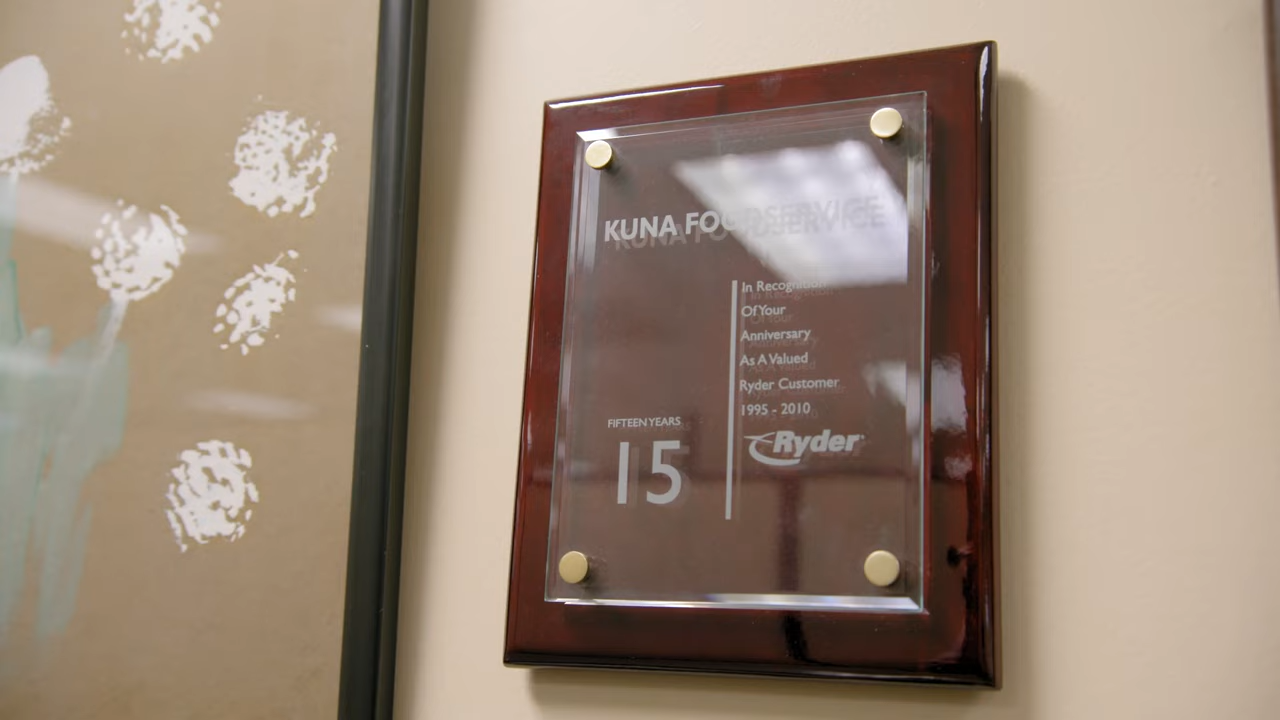 KUNA FOODSERVICE
In Recognition
Of Your
Anniversary
As A Valued
Ryder Customer
1995 - 2010
Ryder
FIFTEEN YEARS
15